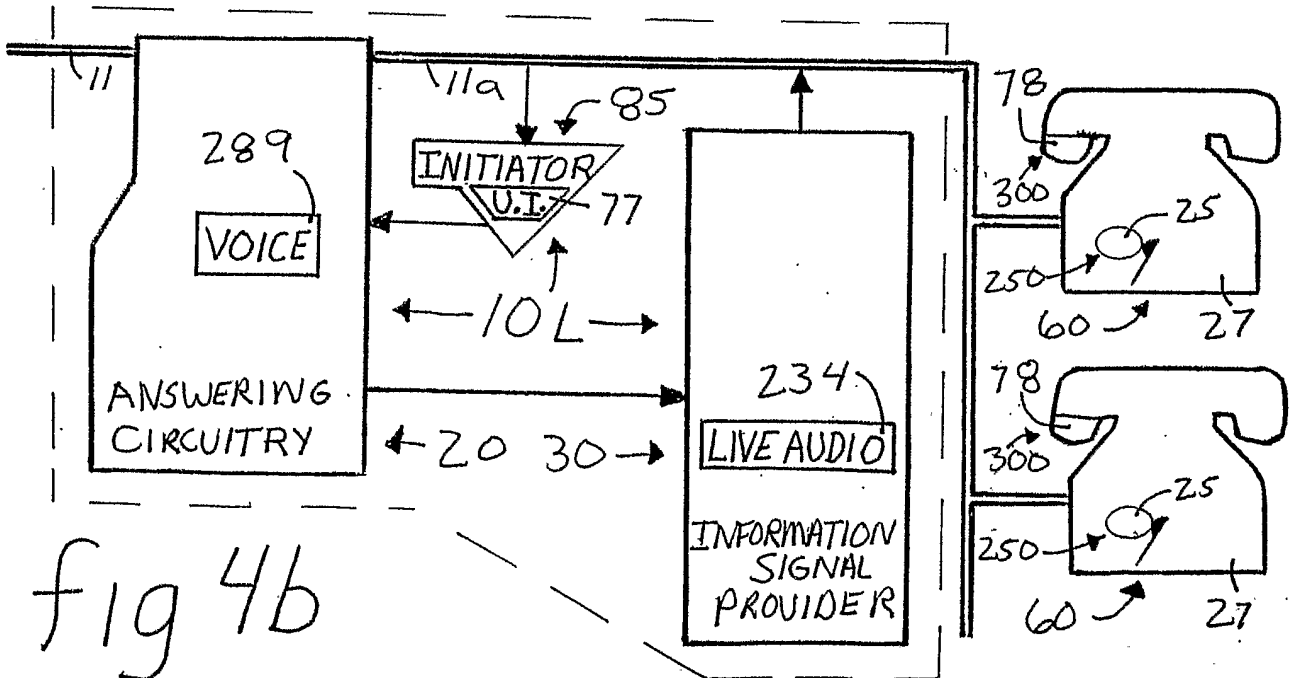 11
11a
85
78
289
INITIATOR
U.I.
77
300
25
VOICE
250
10L
60
27
234
78
ANSWERING
CIRCUITRY
20
30
LIVE AUDIO
300
25
INFORMATION
SIGNAL
PROVIDER
250
60
27
fig 4b